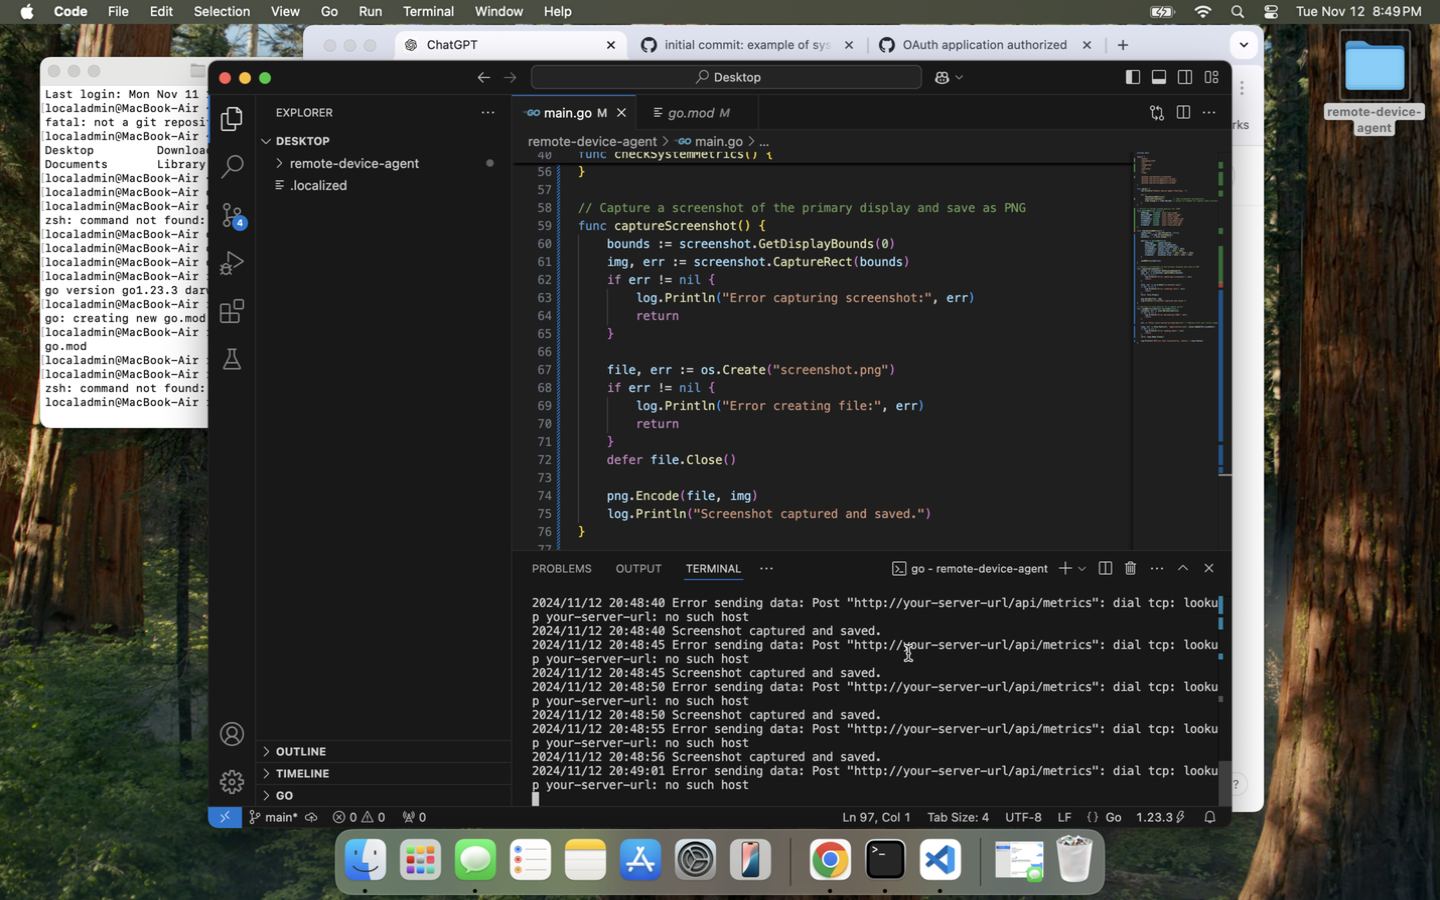 Code File Edit Selection View Go Run Terminal Window Help
Tue Nov 12 8:49 PM
ChatGPT
initial commit: example of sys
OAuth application authorized
remote-device-agent
Last login: Mon Nov 11
[localadmin@MacBook-Air
fatal: not a git reposit
[localadmin@MacBook-Air
Desktop Downloa
Documents Library
[localadmin@MacBook-Air
[localadmin@MacBook-Air
[localadmin@MacBook-Air
zsh: command not found:
[localadmin@MacBook-Air
[localadmin@MacBook-Air
[localadmin@MacBook-Air
[localadmin@MacBook-Air
go version go1.23.3 darw
[localadmin@MacBook-Air
go: creating new go.mod
[localadmin@MacBook-Air
go.mod
[localadmin@MacBook-Air
[localadmin@MacBook-Air
zsh: command not found:
localadmin@MacBook-Air
Desktop
EXPLORER
DESKTOP
remote-device-agent
.localized
4
OUTLINE
TIMELINE
GO
main.go M
go.mod M
rks
remote-device-agent > main.go > ...
40 func checkSystemMetrics() {
56 }
57
58 // Capture a screenshot of the primary display and save as PNG
59 func captureScreenshot() {
60 bounds := screenshot.GetDisplayBounds(0)
61 img, err := screenshot.CaptureRect(bounds)
62 if err != nil {
63 log.Println("Error capturing screenshot:", err)
64 return
65 }
66
67 file, err := os.Create("screenshot.png")
68 if err != nil {
69 log.Println("Error creating file:", err)
70 return
71 }
72 defer file.Close()
73
74 png.Encode(file, img)
75 log.Println("Screenshot captured and saved.")
76 }
77
PROBLEMS OUTPUT TERMINAL ...
go - remote-device-agent
2024/11/12 20:48:40 Error sending data: Post "http://your-server-url/api/metrics": dial tcp: looku
p your-server-url: no such host
2024/11/12 20:48:40 Screenshot captured and saved.
2024/11/12 20:48:45 Error sending data: Post "http://your-server-url/api/metrics": dial tcp: looku
p your-server-url: no such host
2024/11/12 20:48:45 Screenshot captured and saved.
2024/11/12 20:48:50 Error sending data: Post "http://your-server-url/api/metrics": dial tcp: looku
p your-server-url: no such host
2024/11/12 20:48:50 Screenshot captured and saved.
2024/11/12 20:48:55 Error sending data: Post "http://your-server-url/api/metrics": dial tcp: looku
p your-server-url: no such host
2024/11/12 20:48:56 Screenshot captured and saved.
2024/11/12 20:49:01 Error sending data: Post "http://your-server-url/api/metrics": dial tcp: looku
p your-server-url: no such host
main* 0 0 0
Ln 97, Col 1 Tab Size: 4 UTF-8 LF {} Go 1.23.3